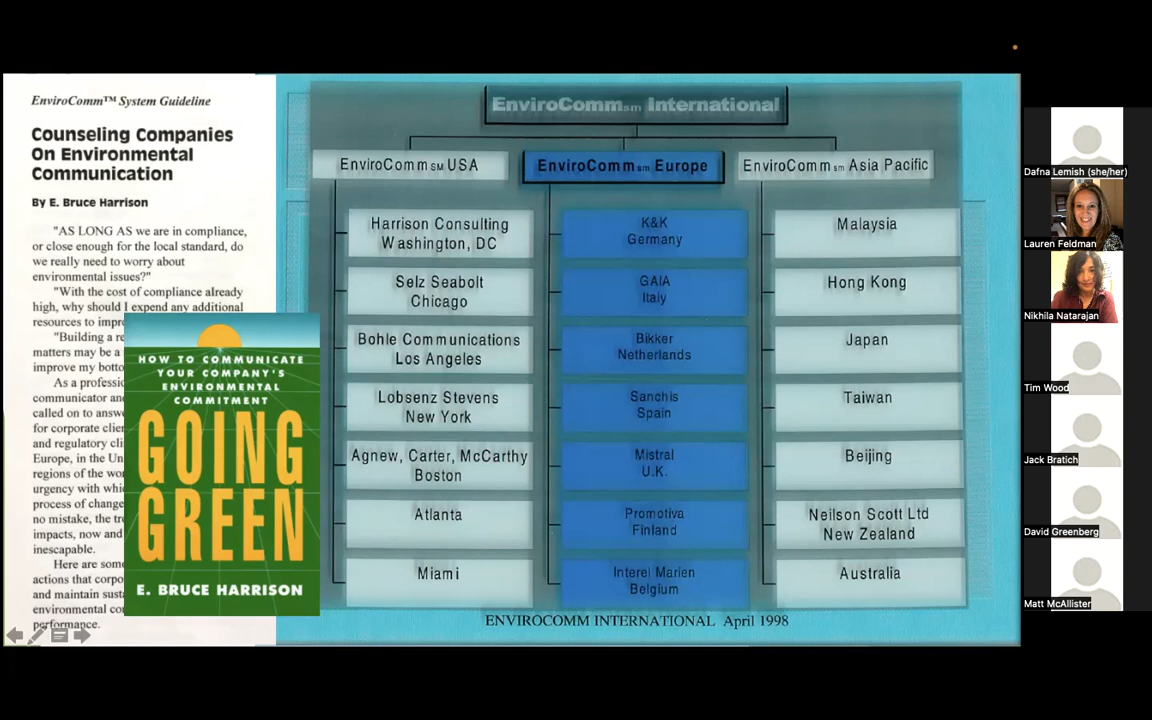 EnviroComm™ System Guideline
Counseling Companies
On Environmental
Communication
By E. Bruce Harrison
"AS LONG AS we are in compliance,
or close enough for the local standard, do
we really need to worry about
environmental issues?"
"With the cost of compliance already
high, why should I expend any additional
resources to impr
"Building a re
matters may be a
improve my botto
As a professio
communicator an
called on to answ
for corporate clien
and regulatory cli
Europe, in the Un
regions of the wo
urgency with whi
process of change
no mistake, the tr
impacts, now and
inescapable.
Here are som
actions that corpo
and maintain sust
environmental co
performance.
HOW TO COMMUNICATE
YOUR COMPANY'S
ENVIRONMENTAL
COMMITMENT
GOING
GREEN
E. BRUCE HARRISON
EnviroComm SM International
EnviroComm SM USA
Harrison Consulting
Washington, DC
Selz Seabolt
Chicago
Bohle Communications
Los Angeles
Lobsenz Stevens
New York
Agnew, Carter, McCarthy
Boston
Atlanta
Miami
EnviroComm SM Europe
K&K
Germany
GAIA
Italy
Bikker
Netherlands
Sanchis
Spain
Mistral
U.K.
Promotiva
Finland
Interel Marien
Belgium
EnviroComm SM Asia Pacific
Malaysia
Hong Kong
Japan
Taiwan
Beijing
Neilson Scott Ltd
New Zealand
Australia
ENVIROCOMM INTERNATIONAL April 1998
Dafna Lemish (she/her)
Lauren Feldman
Nikhila Natarajan
Tim Wood
Jack Bratich
David Greenberg
Matt McAllister